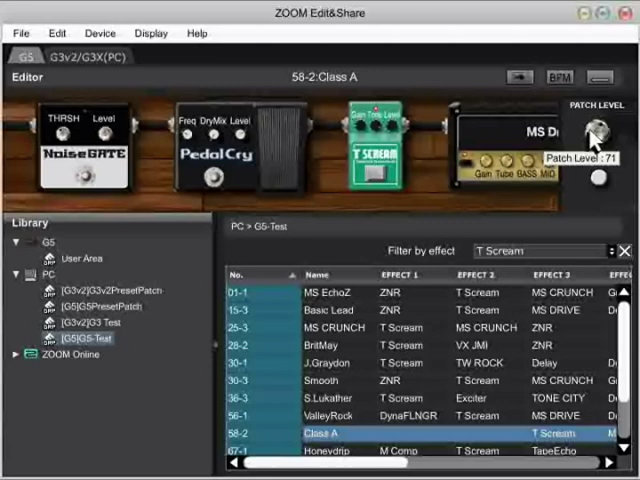 ZOOM Edit&Share
File Edit Device Display Help
G5 G3v2/G3X(PC)
Editor 58-2:Class A BPM
PATCH LEVEL
THRSH Level
NoiseGATE
Freq DryMix Level
PedalCry
Gain Tone Level
T SCREAM
MS D
Gain Tube BASS MID
Patch Level :71
Library
G5
User Area
PC
[G3v2]G3v2PresetPatch
[G5]G5PresetPatch
[G3v2]G3 Test
[G5]G5-Test
ZOOM Online
PC > G5-Test
Filter by effect T Scream
No. Name EFFECT 1 EFFECT 2 EFFECT 3
01-1 MS EchoZ ZNR T Scream MS CRUNCH
15-3 Basic Lead ZNR T Scream MS DRIVE
25-3 MS CRUNCH T Scream MS CRUNCH ZNR
28-2 BritMay T Scream VX JMI ZNR
30-1 J.Graydon T Scream TW ROCK Delay
30-3 Smooth ZNR T Scream MS CRUNCH
36-3 S.Lukather T Scream Exciter TONE CITY
56-1 ValleyRock DynaFLNGR T Scream MS DRIVE
58-2 Class A T Scream
67-1 Honeydrip M Comp T Scream TapeEcho